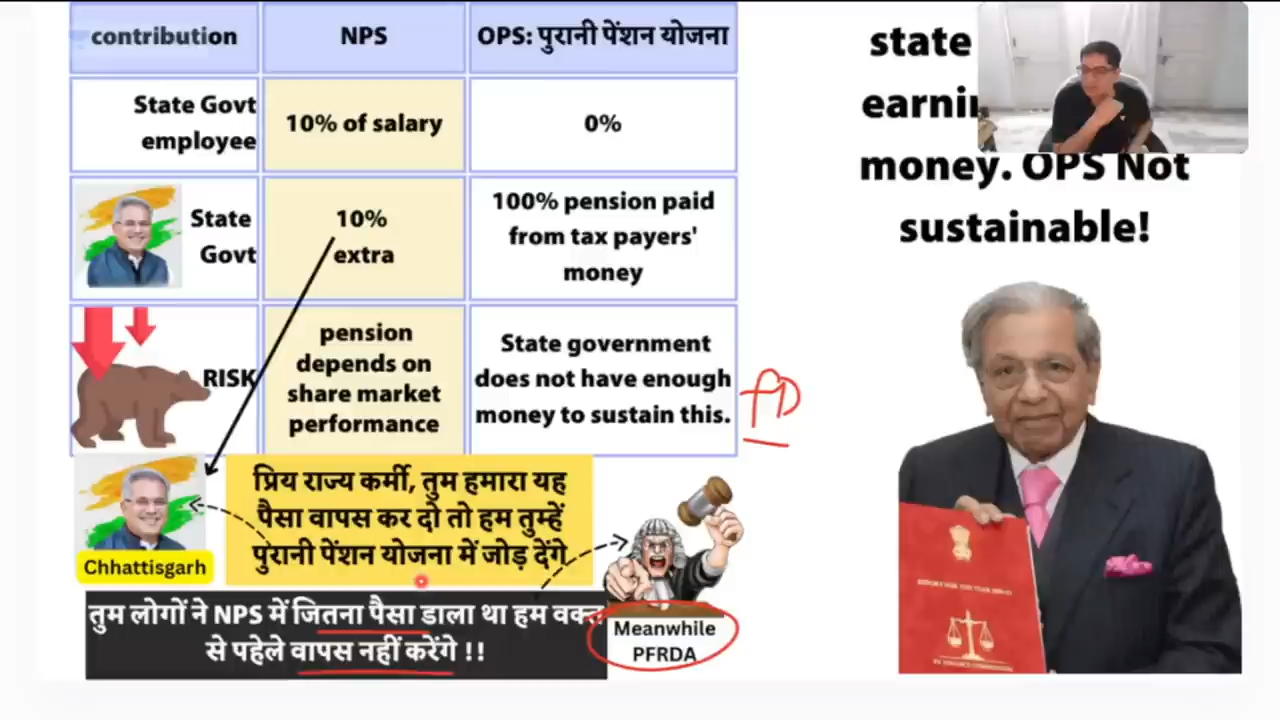 contribution
NPS
OPS: पुरानी पेंशन योजना
State Govt
employee
10% of salary
0%
State
Govt
10%
extra
100% pension paid
from tax payers'
money
RISK
pension
depends on
share market
performance
State government
does not have enough
money to sustain this.
FD
Chhattisgarh
प्रिय राज्य कर्मी, तुम हमारा यह
पैसा वापस कर दो तो हम तुम्हें
पुरानी पेंशन योजना में जोड़ देंगे
तुम लोगों ने NPS में जितना पैसा डाला था हम वक्त
से पहेले वापस नहीं करेंगे !!
Meanwhile
PFRDA
state
money. OPS Not
sustainable!